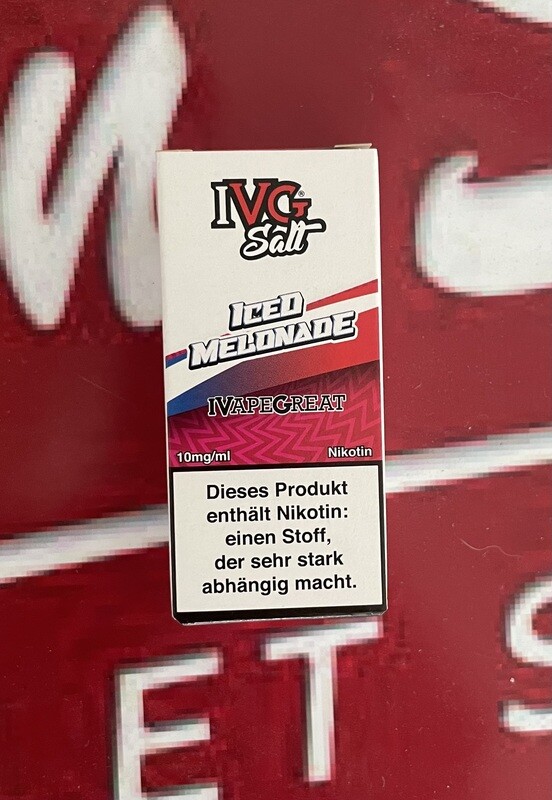 IVG®
Salt
ICED
MELONADE
IVAPEGREAT
10mg/ml Nikotin
Dieses Produkt
enthält Nikotin:
einen Stoff,
der sehr stark
abhängig macht.
ET S